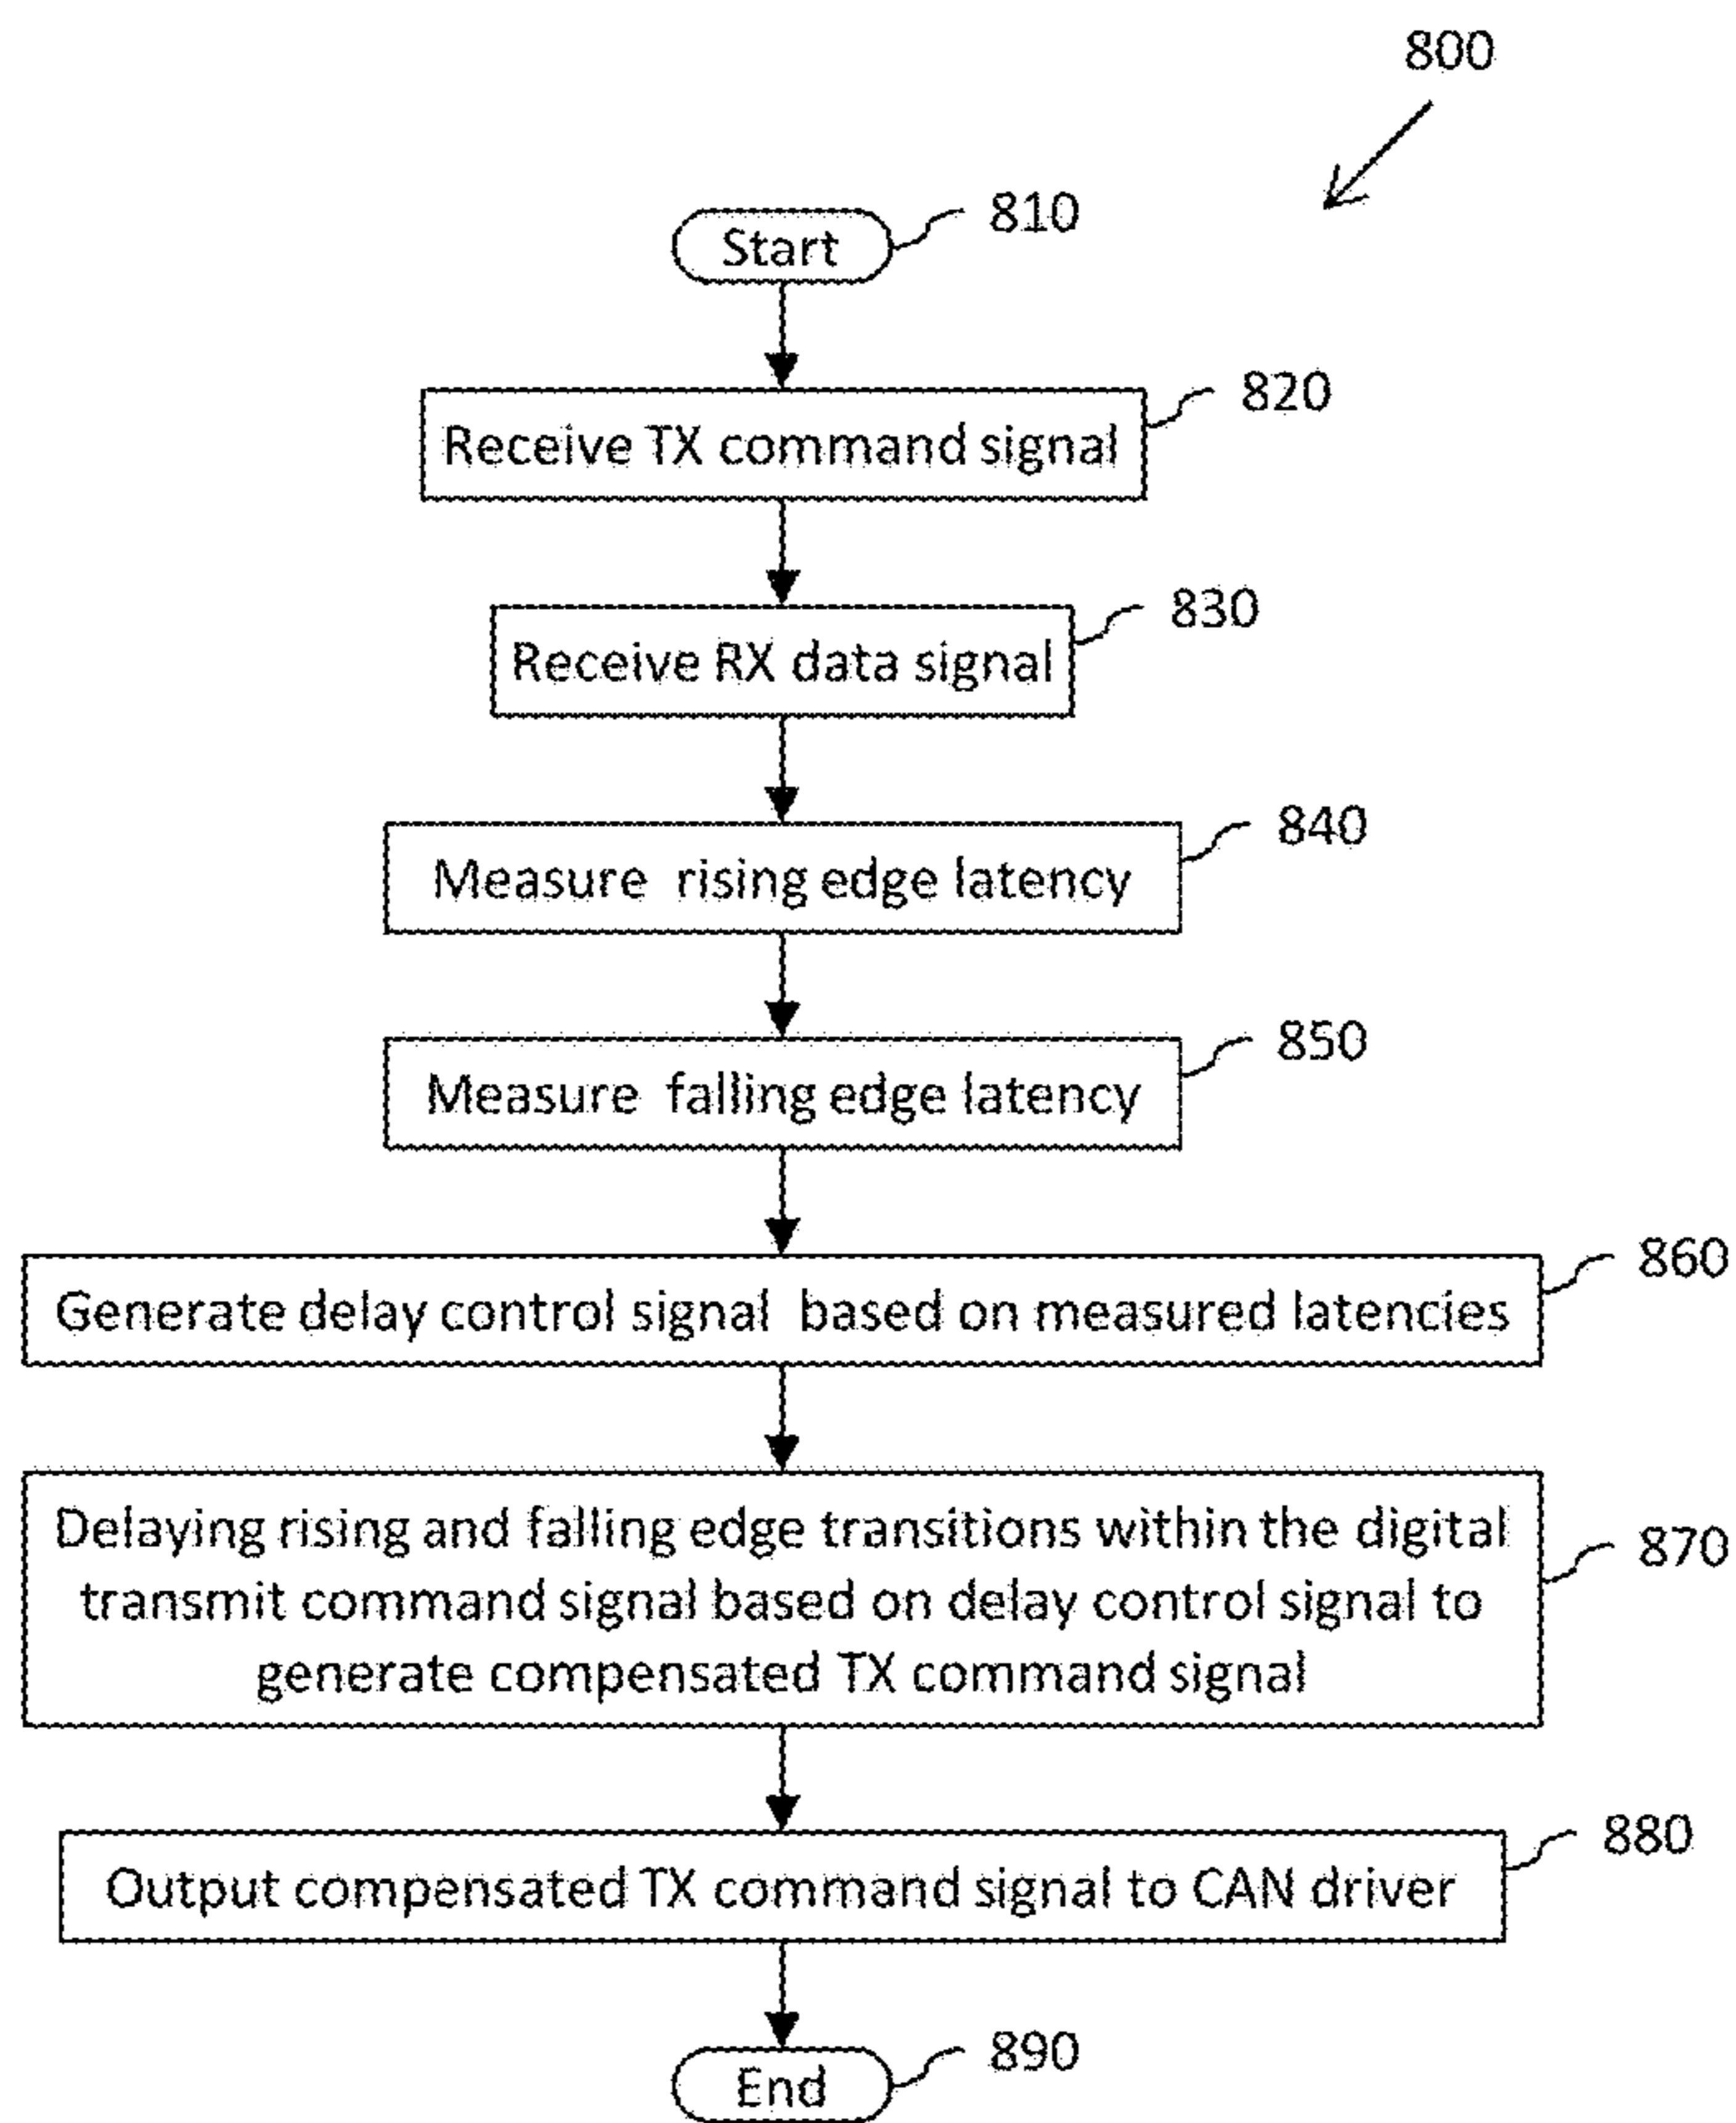 800
Start
810
Receive TX command signal
820
Receive RX data signal
830
Measure rising edge latency
840
Measure falling edge latency
850
Generate delay control signal based on measured latencies
860
Delaying rising and falling edge transitions within the digital
transmit command signal based on delay control signal to
generate compensated TX command signal
870
Output compensated TX command signal to CAN driver
880
End
890